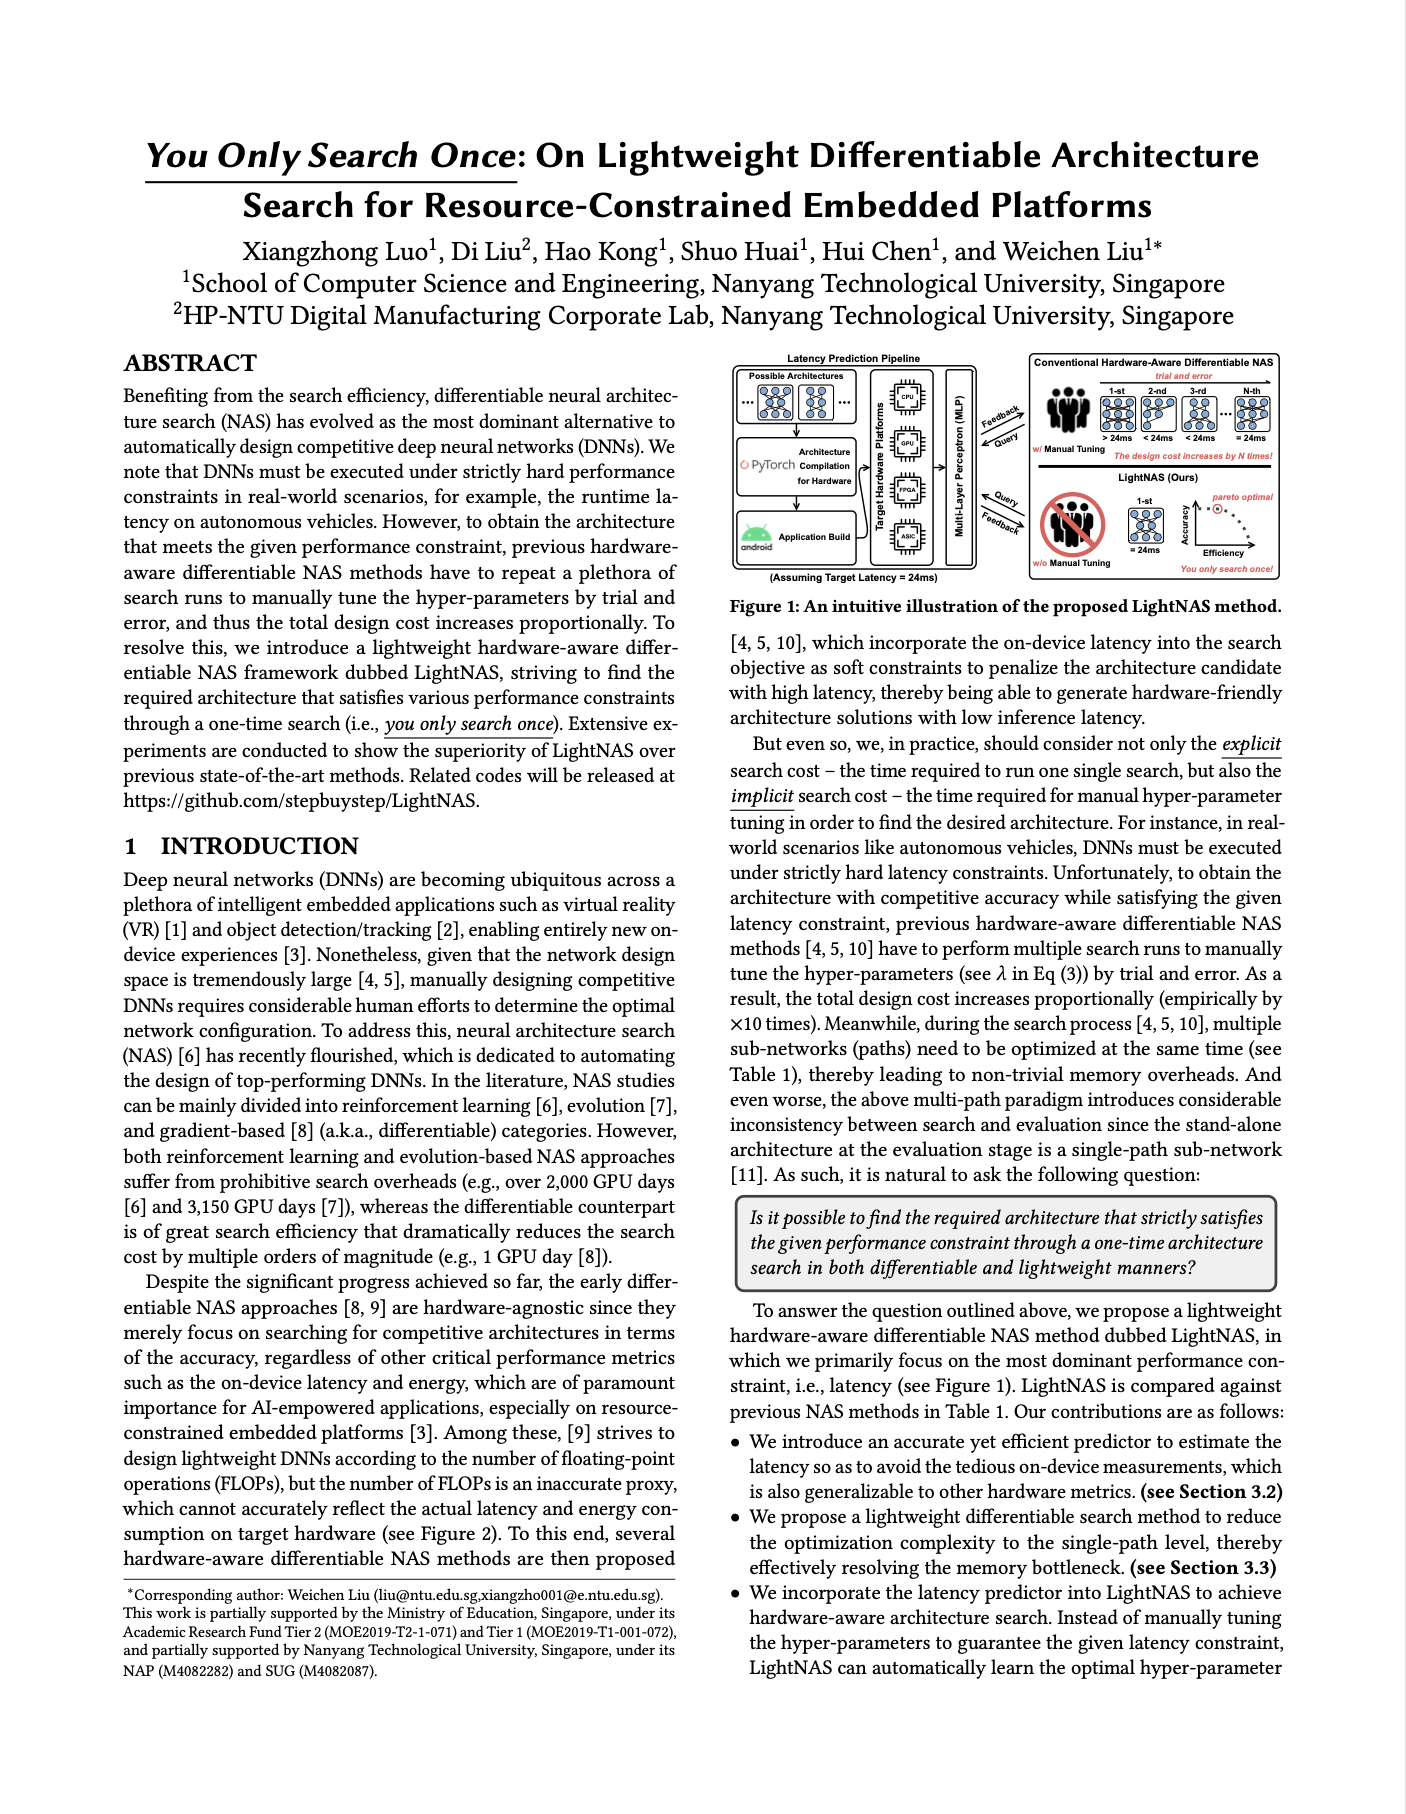 You Only Search Once: On Lightweight Differentiable Architecture
Search for Resource-Constrained Embedded Platforms
Xiangzhong Luo1, Di Liu2, Hao Kong1, Shuo Huai1, Hui Chen1, and Weichen Liu1*
1School of Computer Science and Engineering, Nanyang Technological University, Singapore
2HP-NTU Digital Manufacturing Corporate Lab, Nanyang Technological University, Singapore
ABSTRACT
Benefiting from the search efficiency, differentiable neural architec-
ture search (NAS) has evolved as the most dominant alternative to
automatically design competitive deep neural networks (DNNs). We
note that DNNs must be executed under strictly hard performance
constraints in real-world scenarios, for example, the runtime la-
tency on autonomous vehicles. However, to obtain the architecture
that meets the given performance constraint, previous hardware-
aware differentiable NAS methods have to repeat a plethora of
search runs to manually tune the hyper-parameters by trial and
error, and thus the total design cost increases proportionally. To
resolve this, we introduce a lightweight hardware-aware differ-
entiable NAS framework dubbed LightNAS, striving to find the
required architecture that satisfies various performance constraints
through a one-time search (i.e., you only search once). Extensive ex-
periments are conducted to show the superiority of LightNAS over
previous state-of-the-art methods. Related codes will be released at
https://github.com/stepbuystep/LightNAS.
1 INTRODUCTION
Deep neural networks (DNNs) are becoming ubiquitous across a
plethora of intelligent embedded applications such as virtual reality
(VR) [1] and object detection/tracking [2], enabling entirely new on-
device experiences [3]. Nonetheless, given that the network design
space is tremendously large [4, 5], manually designing competitive
DNNs requires considerable human efforts to determine the optimal
network configuration. To address this, neural architecture search
(NAS) [6] has recently flourished, which is dedicated to automating
the design of top-performing DNNs. In the literature, NAS studies
can be mainly divided into reinforcement learning [6], evolution [7],
and gradient-based [8] (a.k.a., differentiable) categories. However,
both reinforcement learning and evolution-based NAS approaches
suffer from prohibitive search overheads (e.g., over 2,000 GPU days
[6] and 3,150 GPU days [7]), whereas the differentiable counterpart
is of great search efficiency that dramatically reduces the search
cost by multiple orders of magnitude (e.g., 1 GPU day [8]).
Despite the significant progress achieved so far, the early differ-
entiable NAS approaches [8, 9] are hardware-agnostic since they
merely focus on searching for competitive architectures in terms
of the accuracy, regardless of other critical performance metrics
such as the on-device latency and energy, which are of paramount
importance for AI-empowered applications, especially on resource-
constrained embedded platforms [3]. Among these, [9] strives to
design lightweight DNNs according to the number of floating-point
operations (FLOPs), but the number of FLOPs is an inaccurate proxy,
which cannot accurately reflect the actual latency and energy con-
sumption on target hardware (see Figure 2). To this end, several
hardware-aware differentiable NAS methods are then proposed
*Corresponding author: Weichen Liu (liu@ntu.edu.sg,xiangzho001@e.ntu.edu.sg).
This work is partially supported by the Ministry of Education, Singapore, under its
Academic Research Fund Tier 2 (MOE2019-T2-1-071) and Tier 1 (MOE2019-T1-001-072),
and partially supported by Nanyang Technological University, Singapore, under its
NAP (M4082282) and SUG (M4082087).
Latency Prediction Pipeline
Possible Architectures
PyTorch
Architecture
Compilation
for Hardware
android
Application Build
Target Hardware Platforms
CPU
GPU
FPGA
ASIC
Multi-Layer Perceptron (MLP)
(Assuming Target Latency = 24ms)
Feedback
Query
Query
Feedback
Conventional Hardware-Aware Differentiable NAS
trial and error
1-st 2-nd 3-rd N-th
> 24ms < 24ms < 24ms = 24ms
w/ Manual Tuning
The design cost increases by N times!
LightNAS (Ours)
1-st
= 24ms
pareto optimal
Accuracy
Efficiency
w/o Manual Tuning
You only search once!
Figure 1: An intuitive illustration of the proposed LightNAS method.
[4, 5, 10], which incorporate the on-device latency into the search
objective as soft constraints to penalize the architecture candidate
with high latency, thereby being able to generate hardware-friendly
architecture solutions with low inference latency.
But even so, we, in practice, should consider not only the explicit
search cost – the time required to run one single search, but also the
implicit search cost – the time required for manual hyper-parameter
tuning in order to find the desired architecture. For instance, in real-
world scenarios like autonomous vehicles, DNNs must be executed
under strictly hard latency constraints. Unfortunately, to obtain the
architecture with competitive accuracy while satisfying the given
latency constraint, previous hardware-aware differentiable NAS
methods [4, 5, 10] have to perform multiple search runs to manually
tune the hyper-parameters (see λ in Eq (3)) by trial and error. As a
result, the total design cost increases proportionally (empirically by
×10 times). Meanwhile, during the search process [4, 5, 10], multiple
sub-networks (paths) need to be optimized at the same time (see
Table 1), thereby leading to non-trivial memory overheads. And
even worse, the above multi-path paradigm introduces considerable
inconsistency between search and evaluation since the stand-alone
architecture at the evaluation stage is a single-path sub-network
[11]. As such, it is natural to ask the following question:
Is it possible to find the required architecture that strictly satisfies
the given performance constraint through a one-time architecture
search in both differentiable and lightweight manners?
To answer the question outlined above, we propose a lightweight
hardware-aware differentiable NAS method dubbed LightNAS, in
which we primarily focus on the most dominant performance con-
straint, i.e., latency (see Figure 1). LightNAS is compared against
previous NAS methods in Table 1. Our contributions are as follows:
• We introduce an accurate yet efficient predictor to estimate the
latency so as to avoid the tedious on-device measurements, which
is also generalizable to other hardware metrics. (see Section 3.2)
• We propose a lightweight differentiable search method to reduce
the optimization complexity to the single-path level, thereby
effectively resolving the memory bottleneck. (see Section 3.3)
• We incorporate the latency predictor into LightNAS to achieve
hardware-aware architecture search. Instead of manually tuning
the hyper-parameters to guarantee the given latency constraint,
LightNAS can automatically learn the optimal hyper-parameter